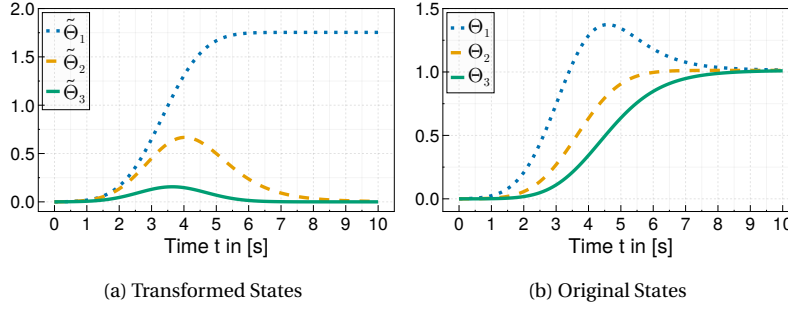 2.0
1.5
1.0
0.5
0.0
Θ̃₁
Θ̃₂
Θ̃₃
0 1 2 3 4 5 6 7 8 9 10
Time t in [s]
(a) Transformed States
1.5
1.0
0.5
0.0
Θ₁
Θ₂
Θ₃
0 1 2 3 4 5 6 7 8 9 10
Time t in [s]
(b) Original States